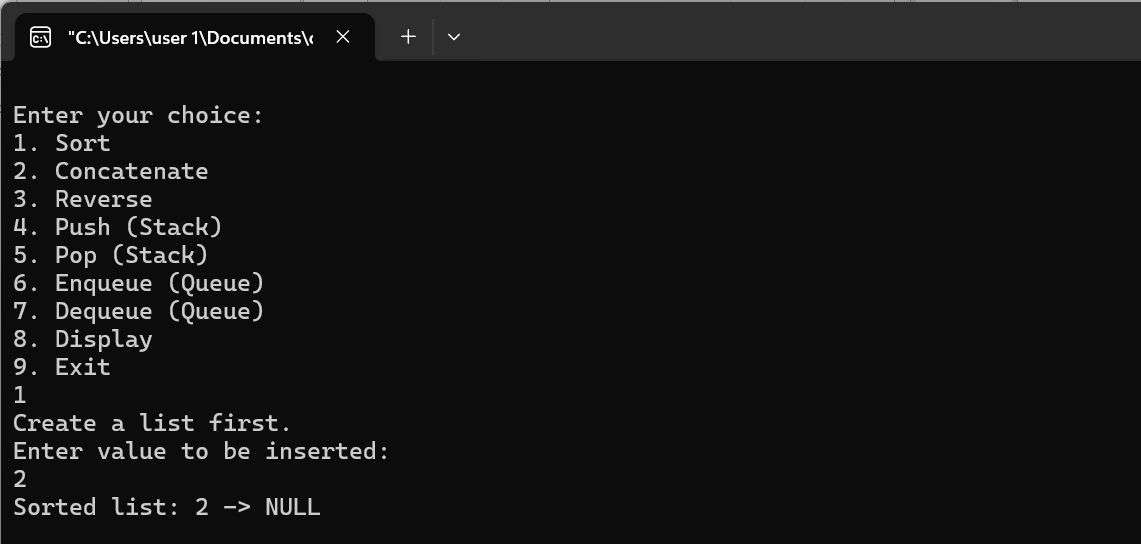 "C:\Users\user 1\Documents\c
Enter your choice:
1. Sort
2. Concatenate
3. Reverse
4. Push (Stack)
5. Pop (Stack)
6. Enqueue (Queue)
7. Dequeue (Queue)
8. Display
9. Exit
1
Create a list first.
Enter value to be inserted:
2
Sorted list: 2 -> NULL